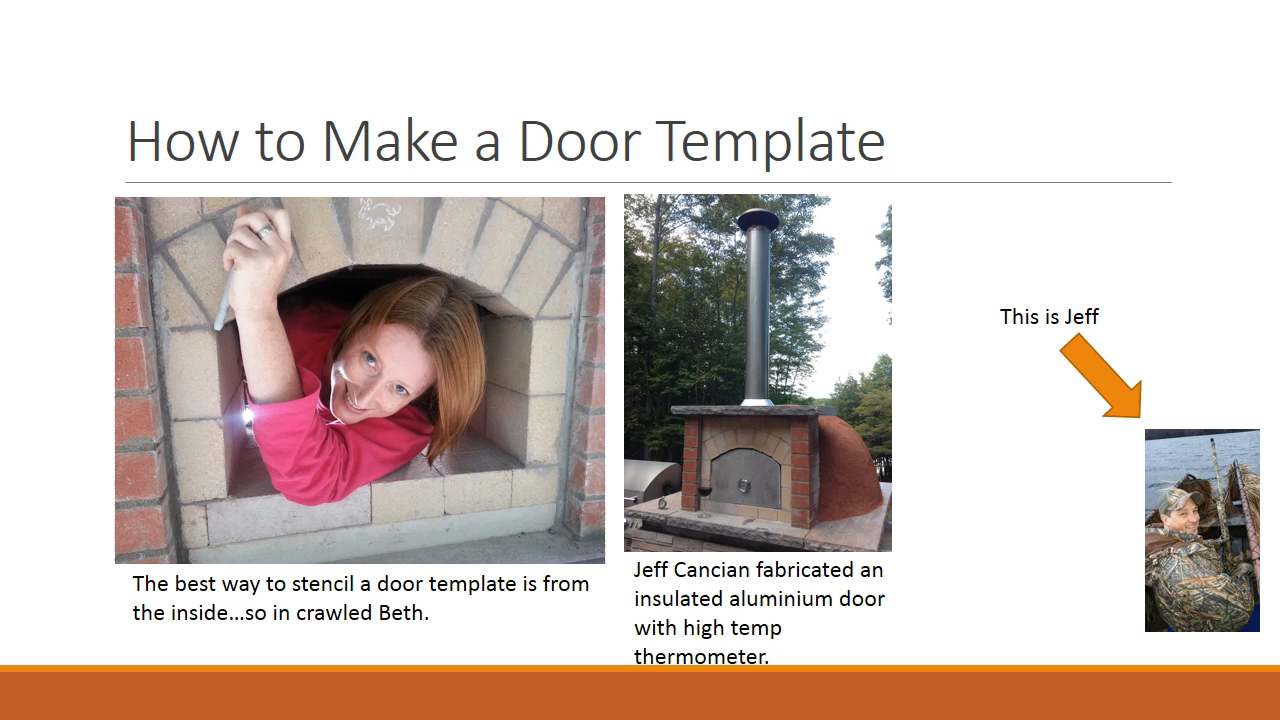 How to Make a Door Template
The best way to stencil a door template is from
the inside...so in crawled Beth.
Jeff Cancian fabricated an
insulated aluminium door
with high temp
thermometer.
This is Jeff